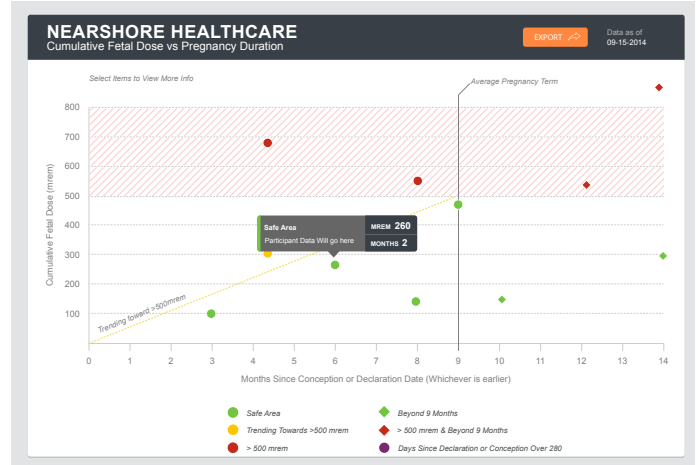 NEARSHORE HEALTHCARE
Cumulative Fetal Dose vs Pregnancy Duration
EXPORT
Data as of
09-15-2014
Select Items to View More Info
Average Pregnancy Term
800
700
600
500
400
300
200
100
Cumulative Fetal Dose (mrem)
Safe Area
Participant Data Will go here
MREM 260
MONTHS 2
Trending toward >500mrem
0 1 2 3 4 5 6 7 8 9 10 11 12 13 14
Months Since Conception or Declaration Date (Whichever is earlier)
Safe Area
Beyond 9 Months
Trending Towards >500 mrem
> 500 mrem & Beyond 9 Months
> 500 mrem
Days Since Declaration or Conception Over 280